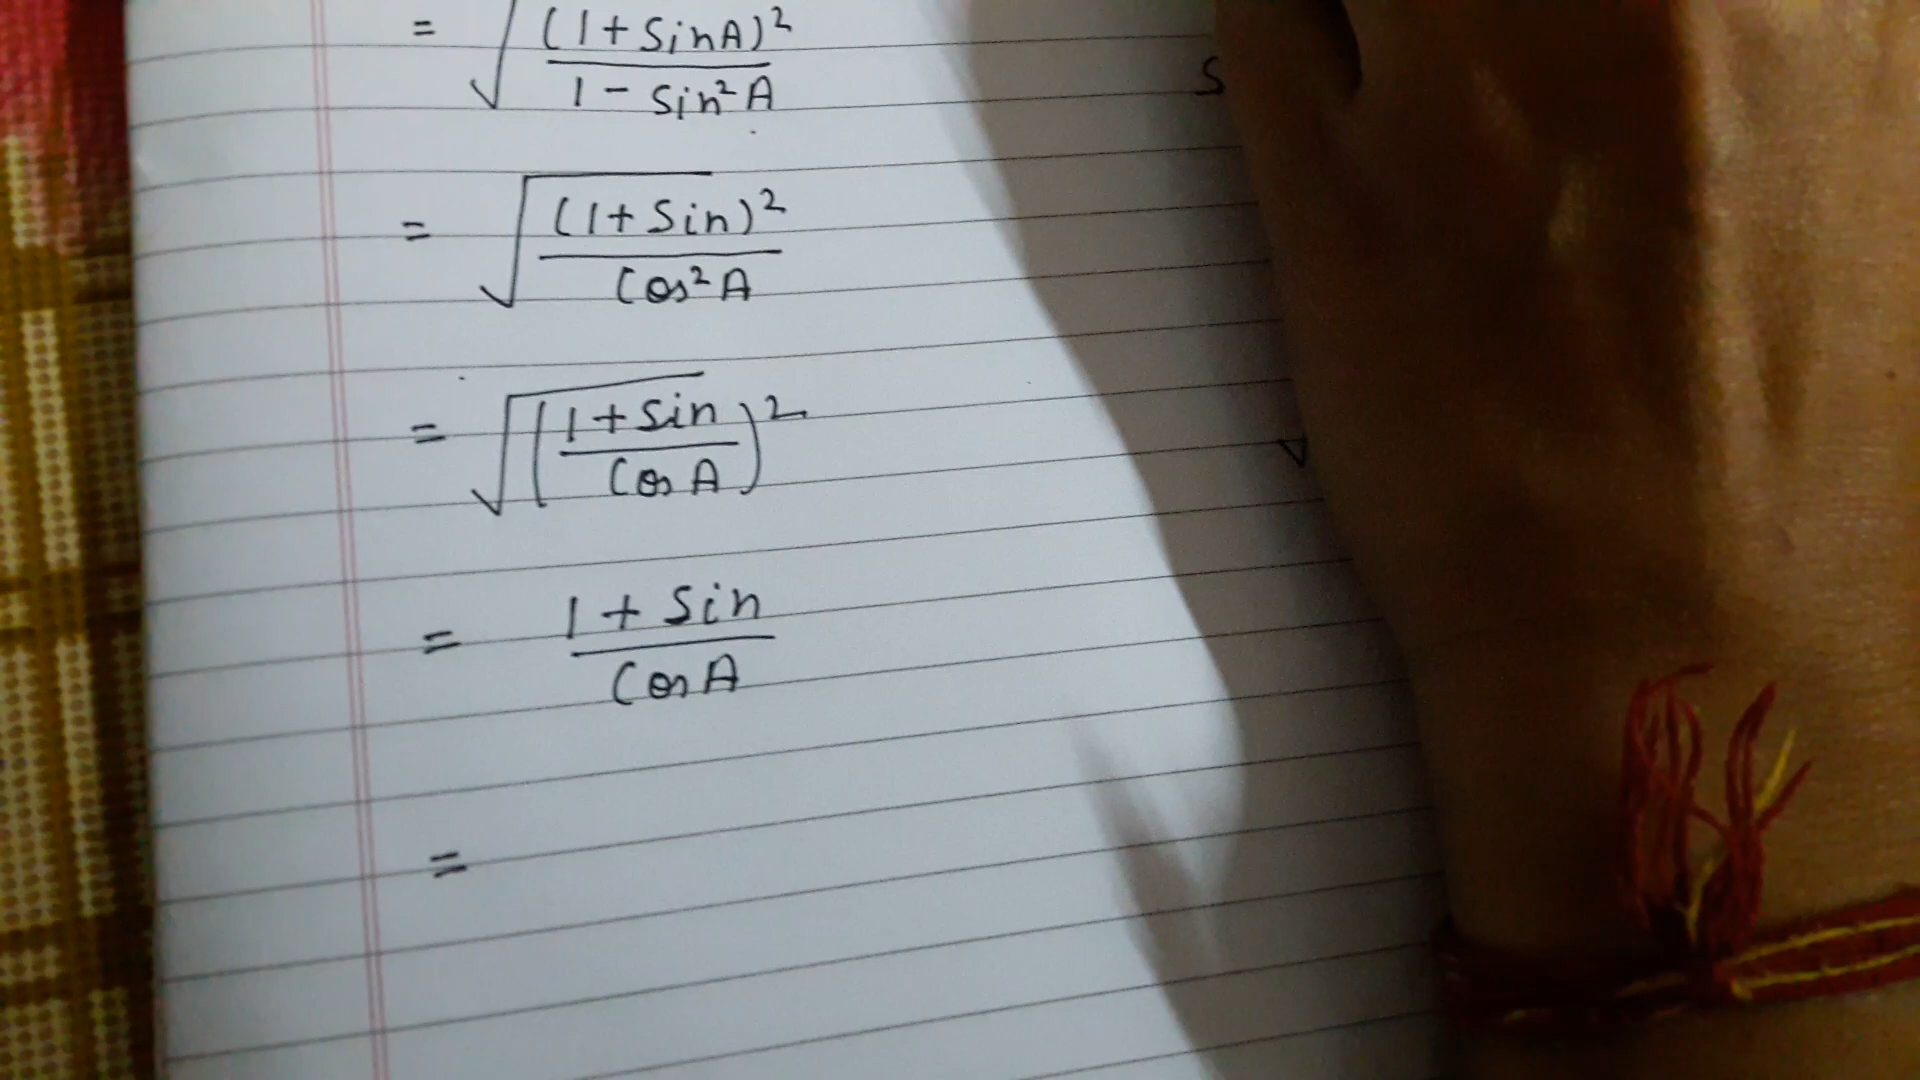 = √((1+sinA)² / (1-sin²A))
= √((1+sin)² / cos²A)
= √((1+sin / cosA)²)
= 1+sin / cosA
=